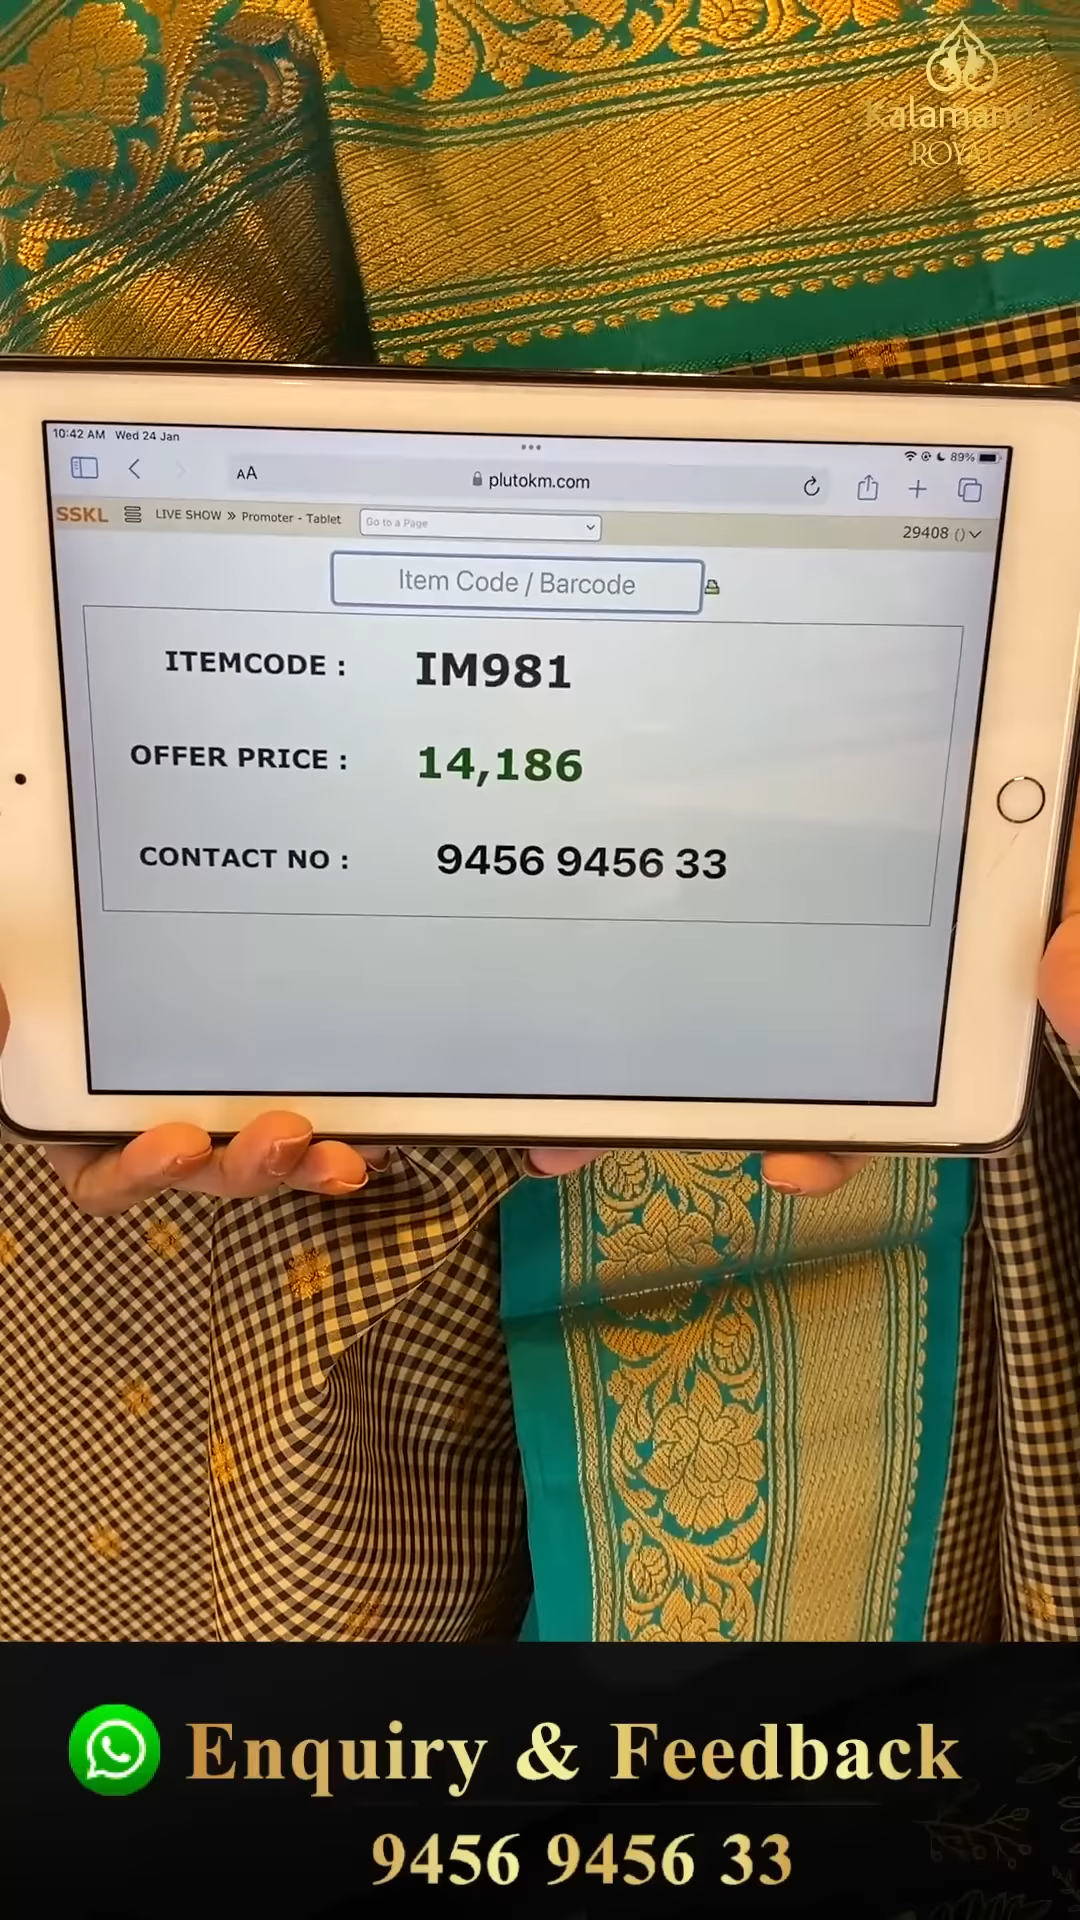 Kalamandir
ROYAL
10:42 AM Wed 24 Jan
89%
AA
plutokm.com
SSKL
LIVE SHOW » Promoter - Tablet
Go to a Page
29408 ()
Item Code / Barcode
ITEMCODE :
IM981
OFFER PRICE :
14,186
CONTACT NO :
9456 9456 33
Enquiry & Feedback
9456 9456 33